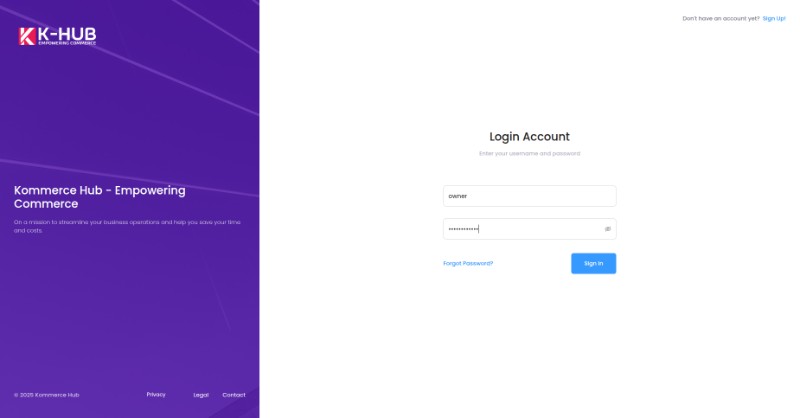 Don't have an account yet? Sign Up!
K-HUB
EMPOWERING COMMERCE
Login Account
Enter your username and password
owner
Kommerce Hub - Empowering
Commerce
On a mission to streamline your business operations and help you save your time
and costs.
••••••••••••
Forgot Password?
Sign In
© 2025 Kommerce Hub
Privacy
Legal
Contact